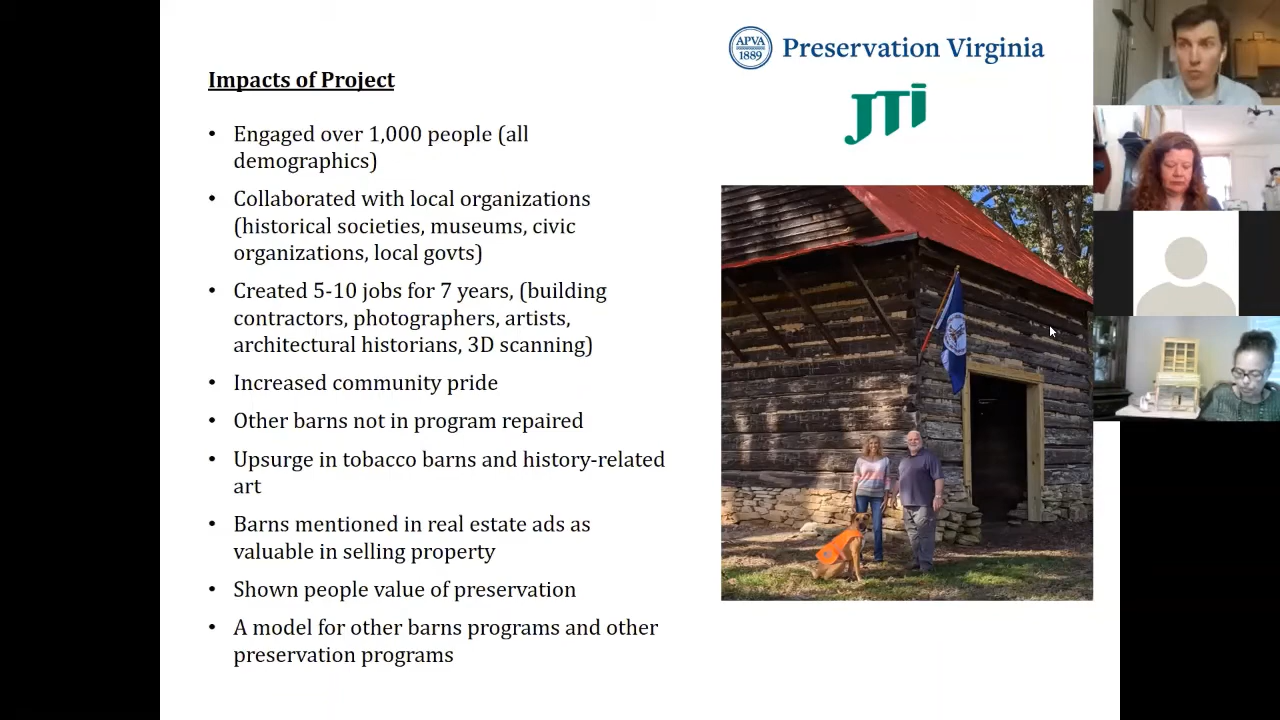 APVA
1889
Preservation Virginia
JTi
Impacts of Project
• Engaged over 1,000 people (all
demographics)
• Collaborated with local organizations
(historical societies, museums, civic
organizations, local govts)
• Created 5-10 jobs for 7 years, (building
contractors, photographers, artists,
architectural historians, 3D scanning)
• Increased community pride
• Other barns not in program repaired
• Upsurge in tobacco barns and history-related
art
• Barns mentioned in real estate ads as
valuable in selling property
• Shown people value of preservation
• A model for other barns programs and other
preservation programs